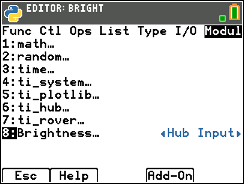 EDITOR: BRIGHT
Func Ctl Ops List Type I/O Modul
1:math…
2:random…
3:time…
4:ti_system…
5:ti_plotlib…
6:ti_hub…
7:ti_rover…
8:Brightness… ◂Hub Input▸
Esc Help Add-On